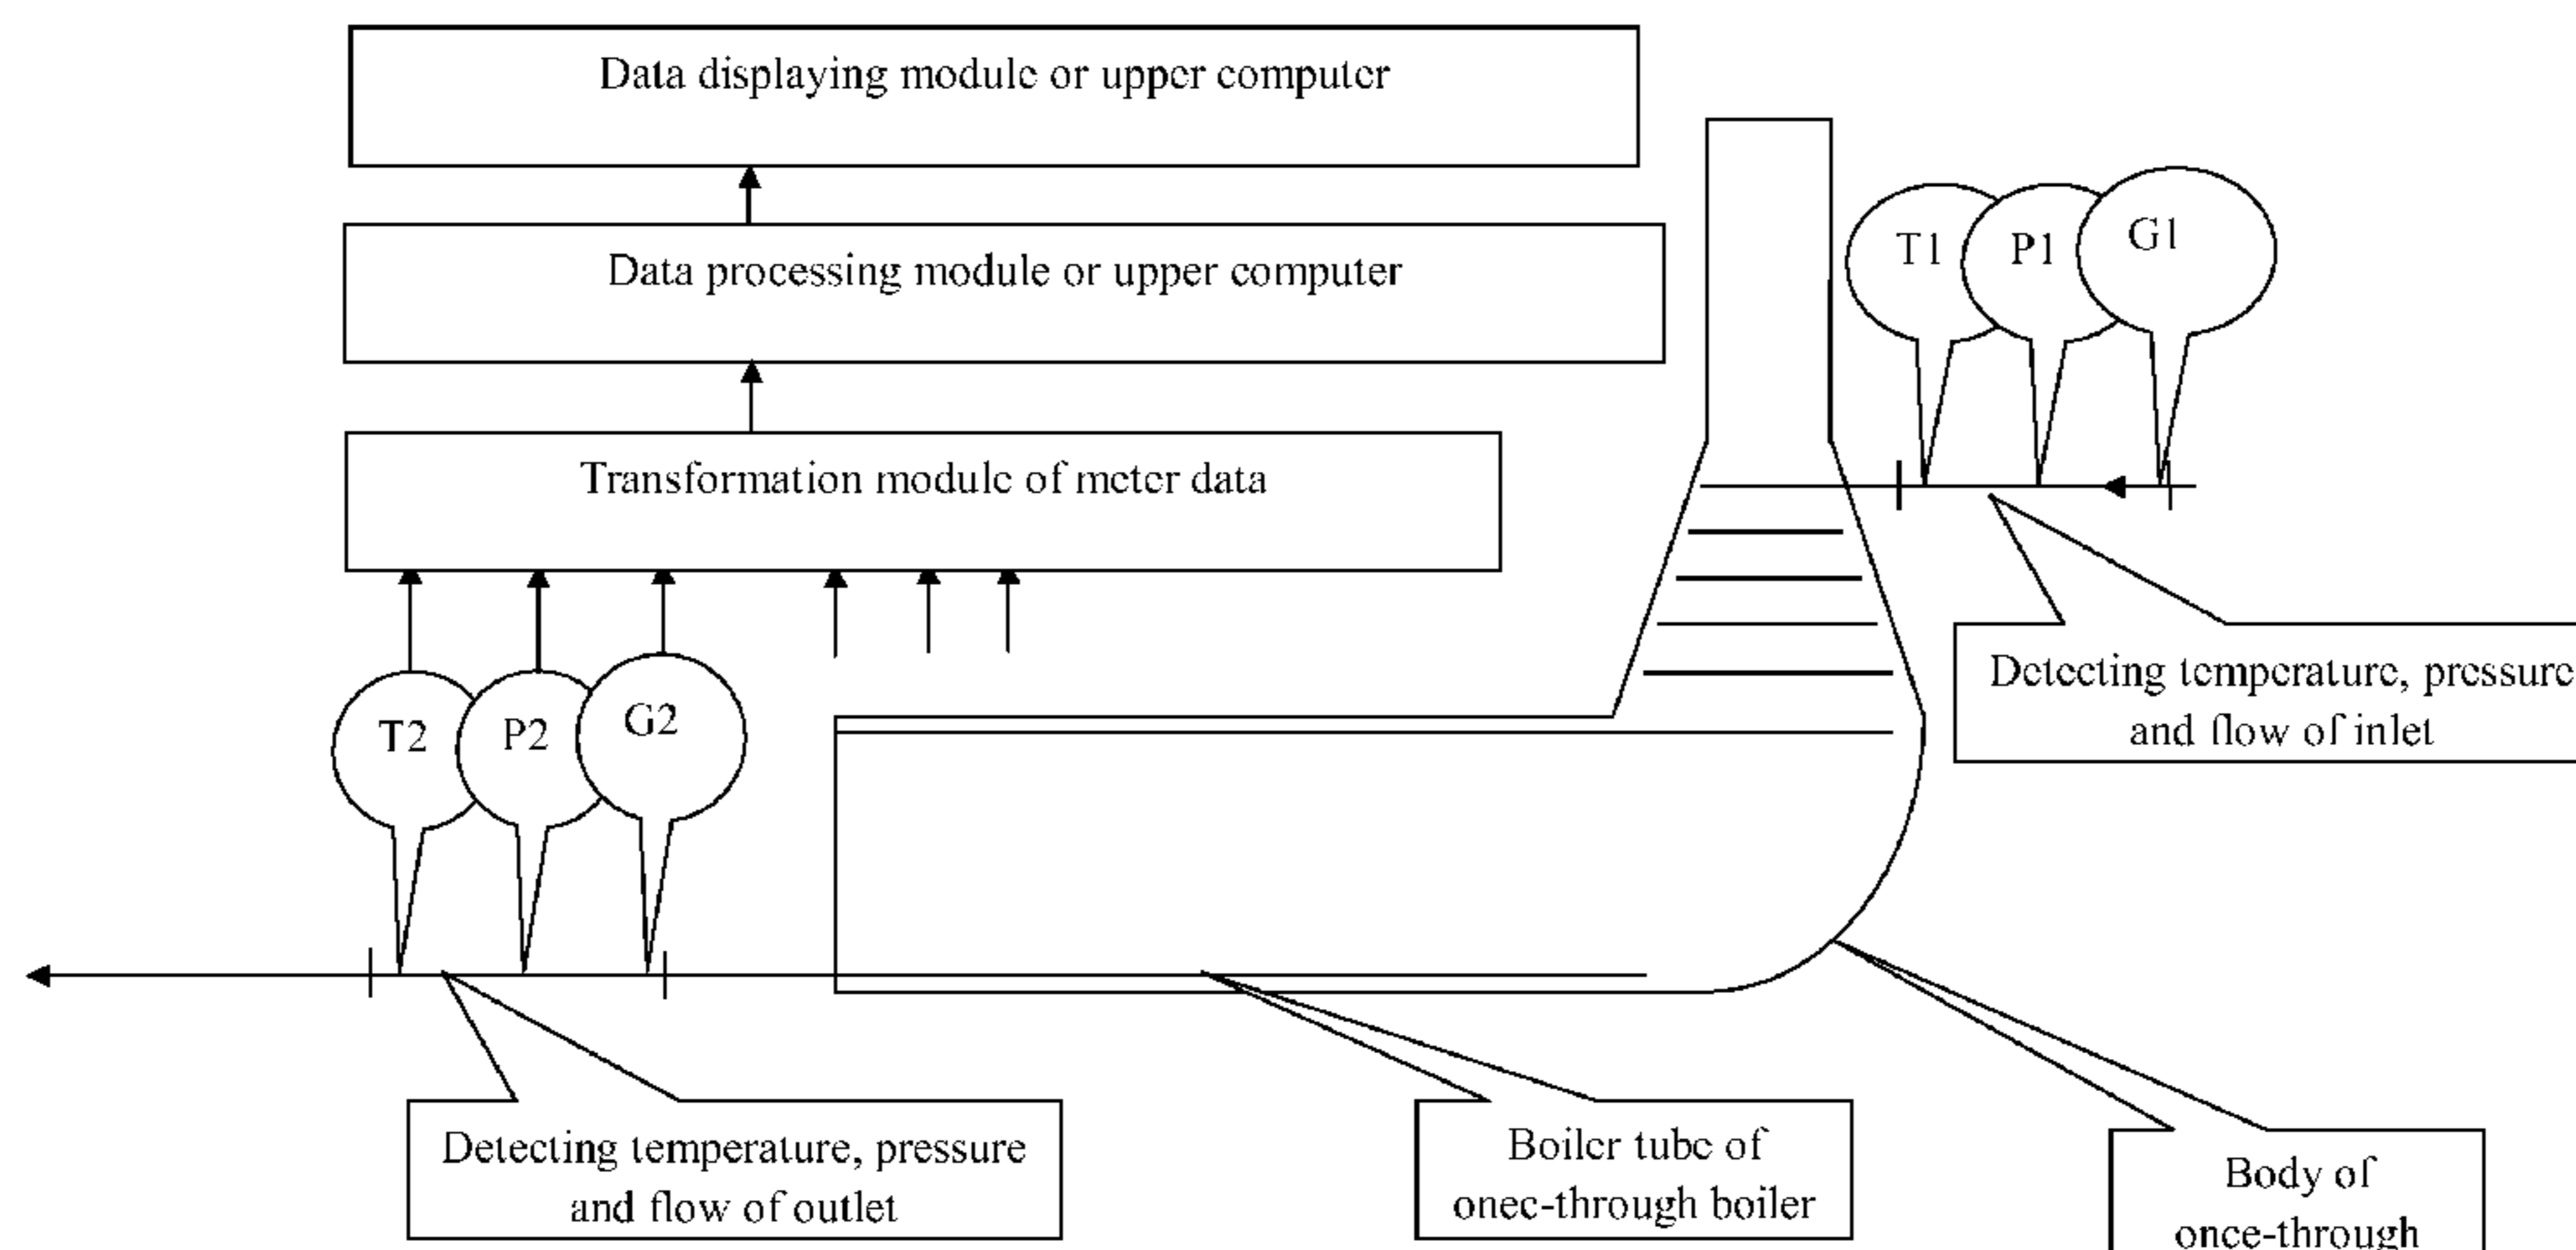 Data displaying module or upper computer
Data processing module or upper computer
Transformation module of meter data
T1
P1
G1
T2
P2
G2
Detecting temperature, pressure
and flow of inlet
Detecting temperature, pressure
and flow of outlet
Boiler tube of
onec-through boiler
Body of
once-through